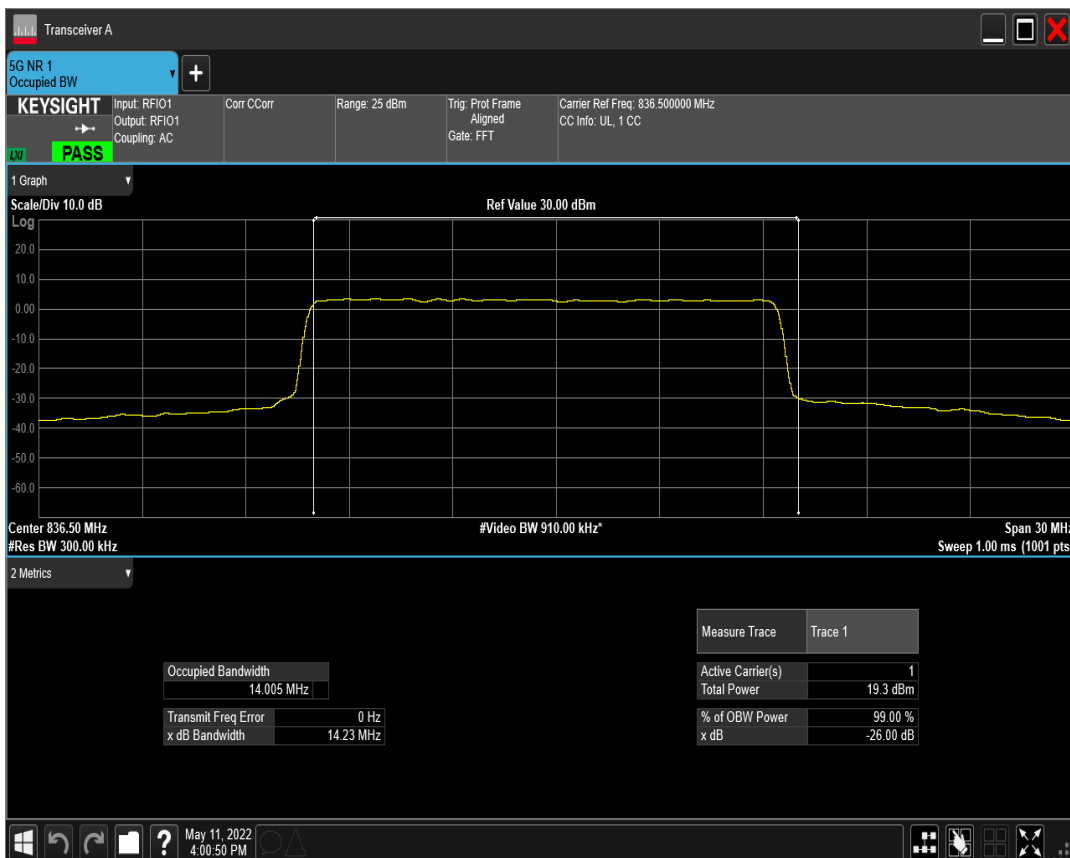 Transceiver A
5G NR 1
Occupied BW
+
KEYSIGHT
Input: RFIO1
Output: RFIO1
Coupling: AC
Corr CCorr
Range: 25 dBm
Trig: Prot Frame
Aligned
Gate: FFT
Carrier Ref Freq: 836.500000 MHz
CC Info: UL, 1 CC
LXI
PASS
1 Graph
Scale/Div 10.0 dB
Ref Value 30.00 dBm
Log
20.0
10.0
0.00
-10.0
-20.0
-30.0
-40.0
-50.0
-60.0
Center 836.50 MHz
#Video BW 910.00 kHz*
Span 30 MHz
#Res BW 300.00 kHz
Sweep 1.00 ms (1001 pts
2 Metrics
Measure Trace Trace 1
Occupied Bandwidth
14.005 MHz
Active Carrier(s) 1
Total Power 19.3 dBm
Transmit Freq Error 0 Hz
x dB Bandwidth 14.23 MHz
% of OBW Power 99.00 %
x dB -26.00 dB
?
May 11, 2022
4:00:50 PM